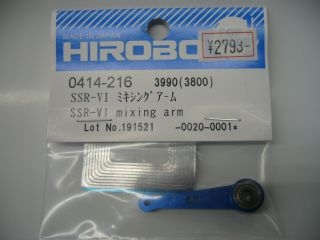 MADE IN JAPAN
HIROBO
¥2793-
0414-216 3990(3800)
SSR-VI ミキシングアーム
SSR-VI mixing arm
Lot No.191521 -0020-0001*